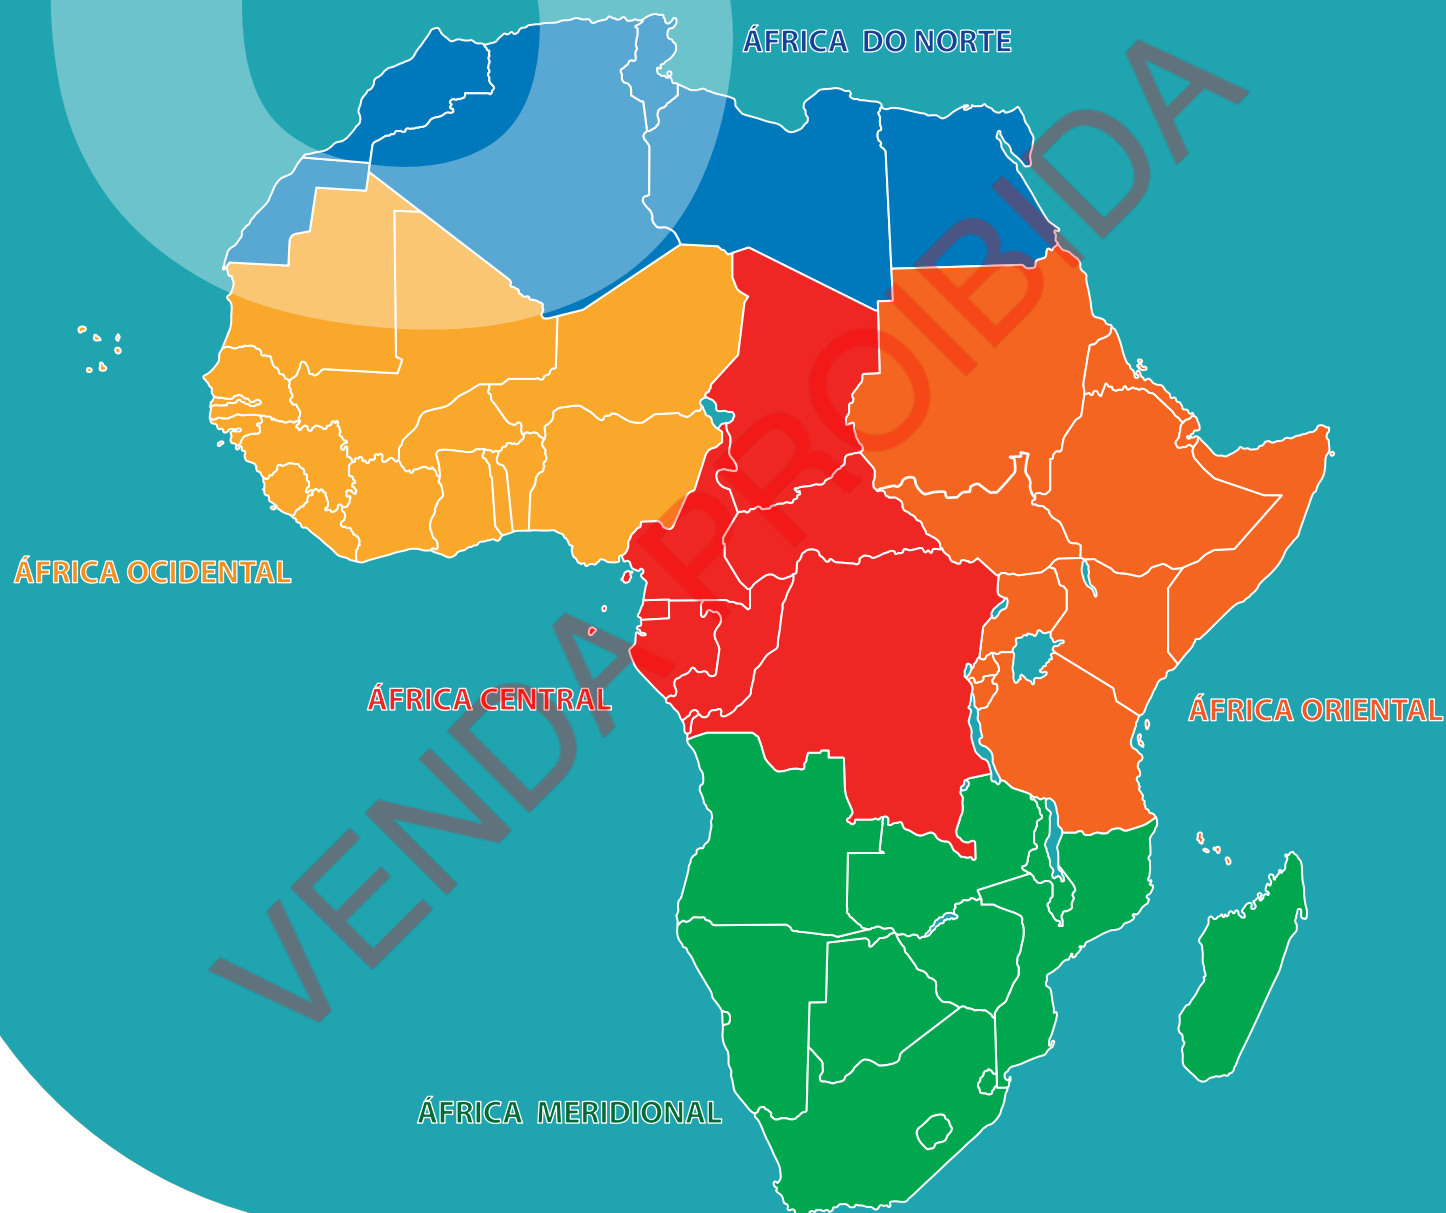 ÁFRICA DO NORTE
ÁFRICA OCIDENTAL
ÁFRICA CENTRAL
ÁFRICA ORIENTAL
ÁFRICA MERIDIONAL
VENDA PROIBIDA